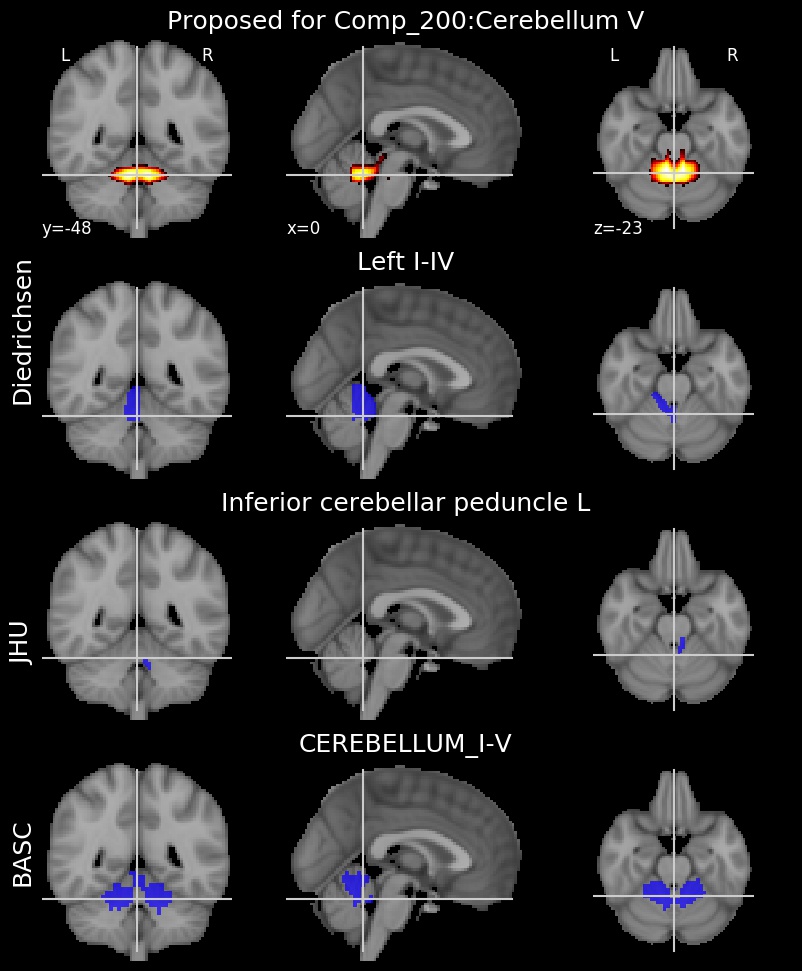 Proposed for Comp_200:Cerebellum V
L
R
L
R
y=-48
x=0
z=-23
Left I-IV
Diedrichsen
Inferior cerebellar peduncle L
JHU
CEREBELLUM_I-V
BASC